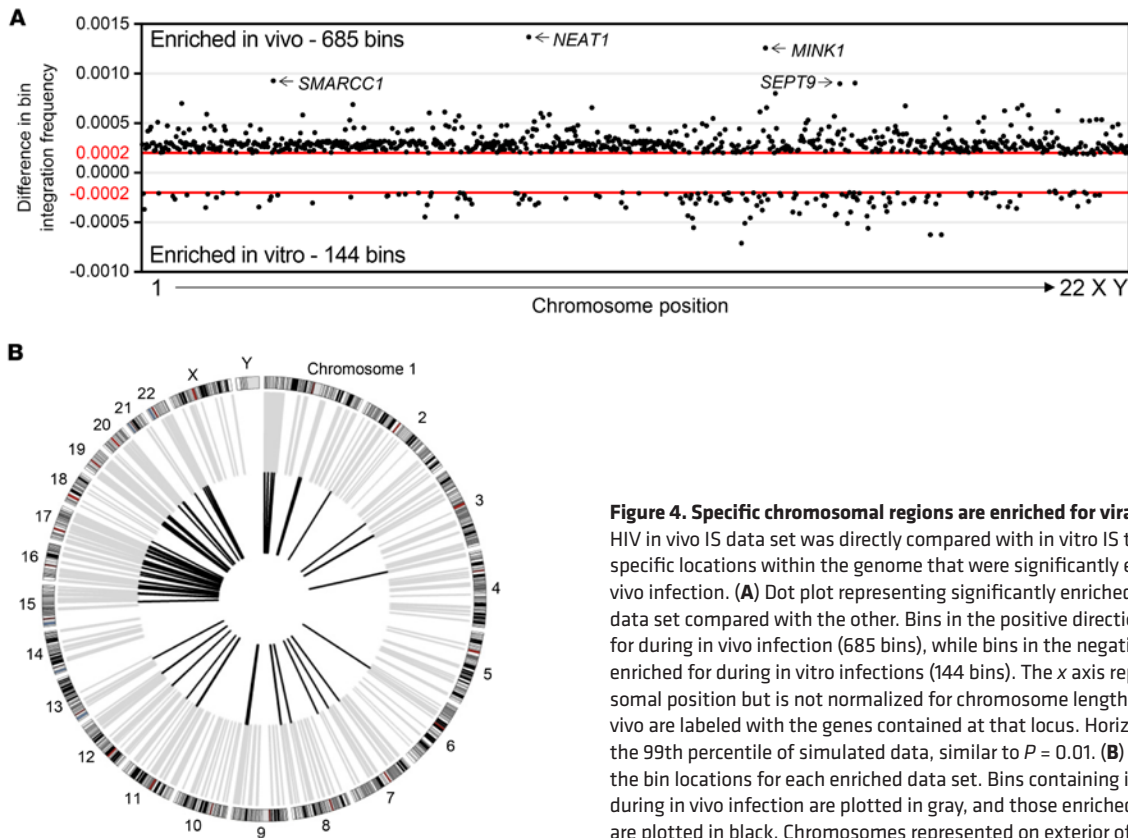 A
0.0015
0.0010
0.0005
0.0002
0.0000
-0.0002
-0.0005
-0.0010
Difference in bin
integration frequency
Enriched in vivo - 685 bins
NEAT1
MINK1
SMARCC1
SEPT9
Enriched in vitro - 144 bins
1
22 X Y
Chromosome position
B
Chromosome 1
2
3
4
5
6
7
8
9
10
11
12
13
14
15
16
17
18
19
20
21
22
X
Y
Figure 4. Specific chromosomal regions are enriched for vira
HIV in vivo IS data set was directly compared with in vitro IS t
specific locations within the genome that were significantly e
vivo infection. (A) Dot plot representing significantly enriched
data set compared with the other. Bins in the positive directio
for during in vivo infection (685 bins), while bins in the negati
enriched for during in vitro infections (144 bins). The x axis rep
somal position but is not normalized for chromosome length
vivo are labeled with the genes contained at that locus. Horiz
the 99th percentile of simulated data, similar to P = 0.01. (B)
the bin locations for each enriched data set. Bins containing i
during in vivo infection are plotted in gray, and those enriched
are plotted in black. Chromosomes represented on exterior of